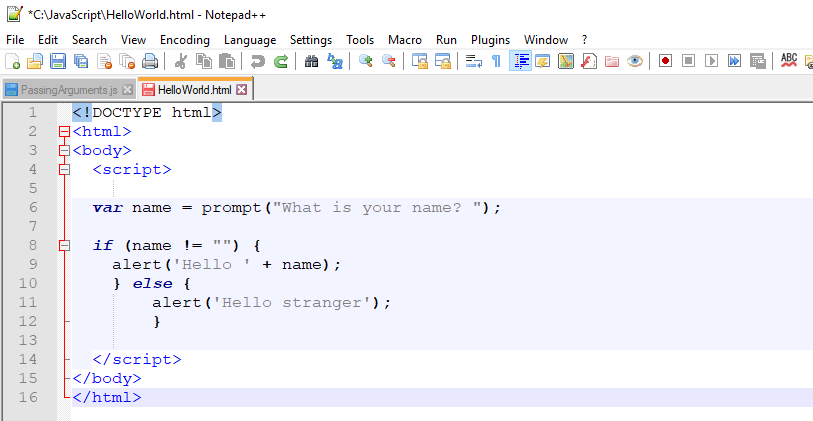 *C:\JavaScript\HelloWorld.html - Notepad++
File Edit Search View Encoding Language Settings Tools Macro Run Plugins Window ?
ABC
PassingArguments.js HelloWorld.html
1 <!DOCTYPE html>
2 <html>
3 <body>
4 <script>
5
6 var name = prompt("What is your name? ");
7
8 if (name != "") {
9 alert('Hello ' + name);
10 } else {
11 alert('Hello stranger');
12 }
13
14 </script>
15 </body>
16 </html>